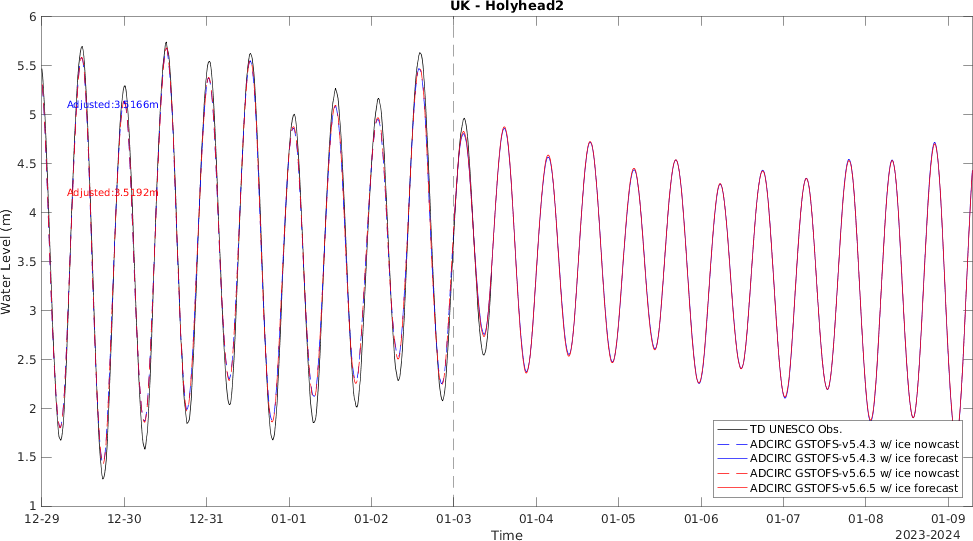 UK - Holyhead2
6
5.5
5
4.5
4
3.5
3
2.5
2
1.5
1
Water Level (m)
Adjusted:3.5166m
Adjusted:3.5192m
TD UNESCO Obs.
ADCIRC GSTOFS-v5.4.3 w/ ice nowcast
ADCIRC GSTOFS-v5.4.3 w/ ice forecast
ADCIRC GSTOFS-v5.6.5 w/ ice nowcast
ADCIRC GSTOFS-v5.6.5 w/ ice forecast
12-29 12-30 12-31 01-01 01-02 01-03 01-04 01-05 01-06 01-07 01-08 01-09
Time
2023-2024